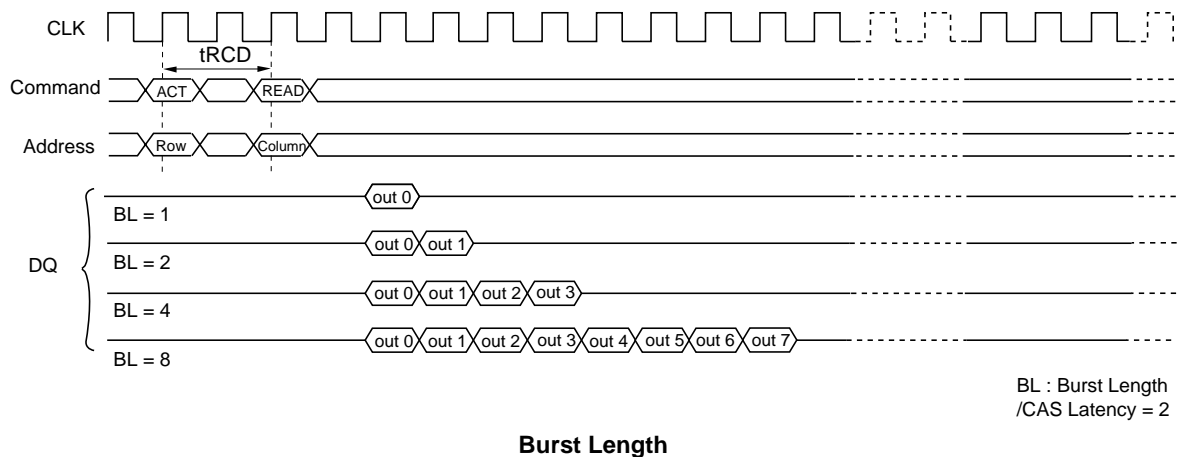 CLK
tRCD
Command ACT READ
Address Row Column
DQ
out 0
BL = 1
out 0 out 1
BL = 2
out 0 out 1 out 2 out 3
BL = 4
out 0 out 1 out 2 out 3 out 4 out 5 out 6 out 7
BL = 8
BL : Burst Length
/CAS Latency = 2
Burst Length